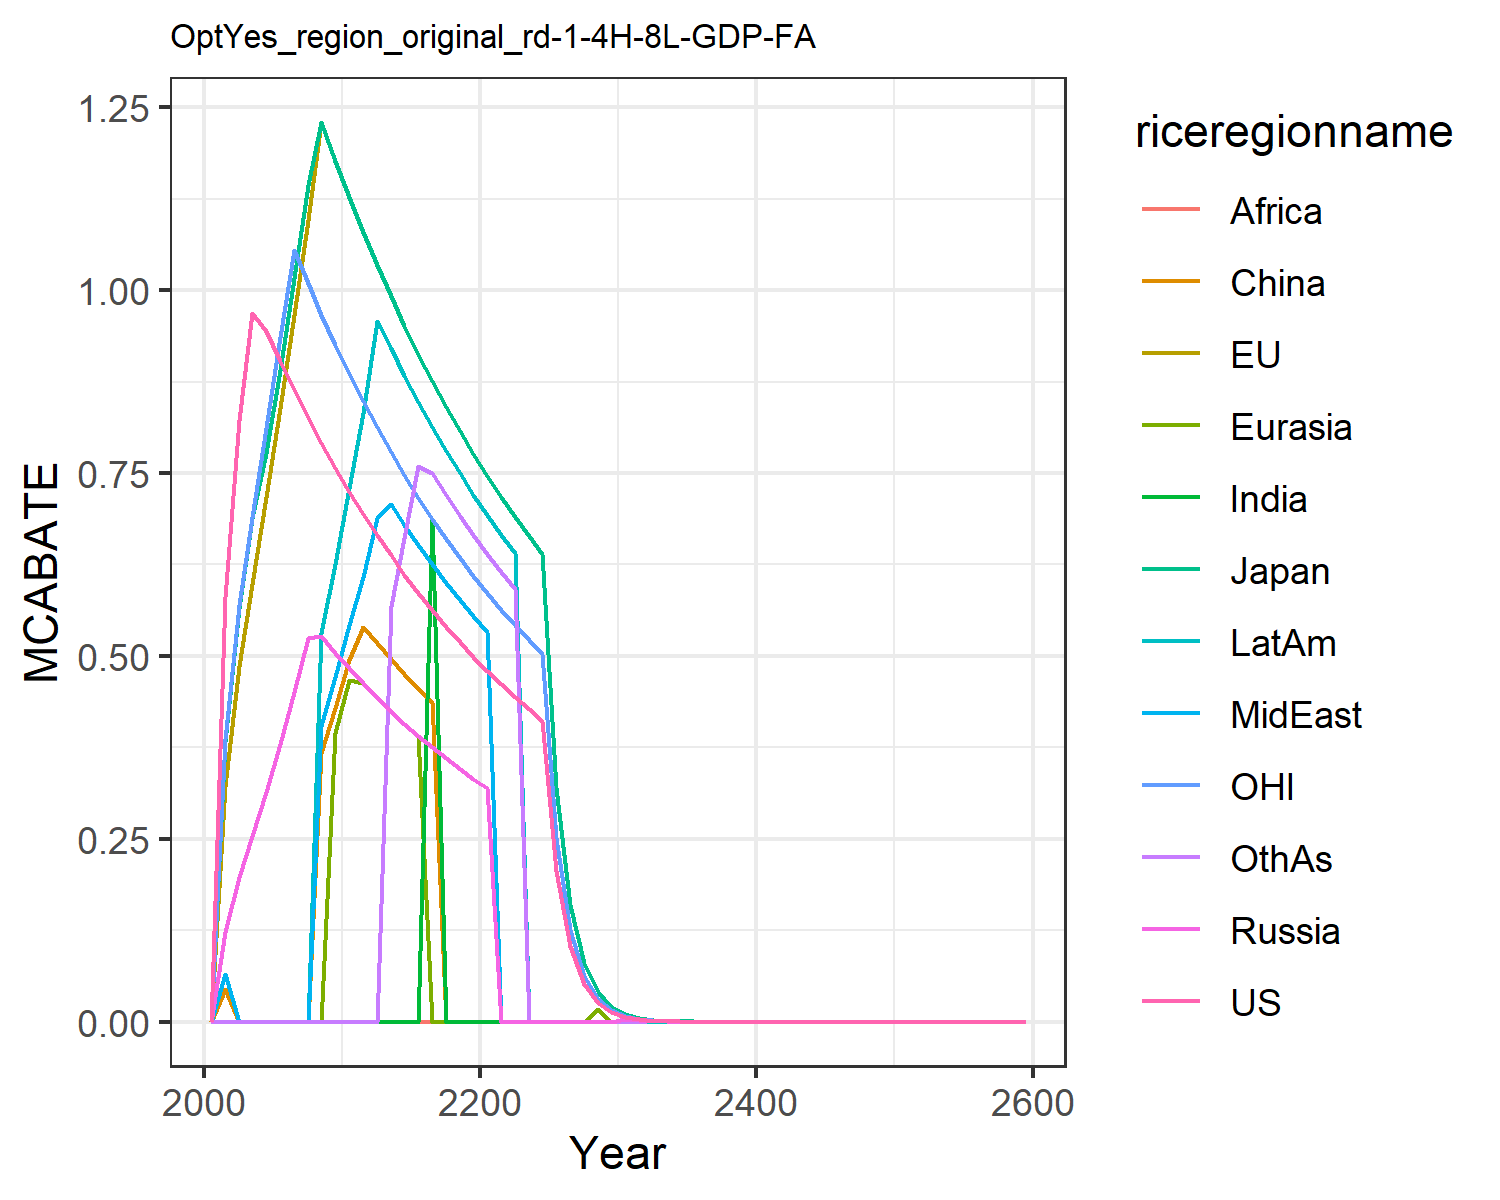 OptYes_region_original_rd-1-4H-8L-GDP-FA
1.25
1.00
0.75
0.50
0.25
0.00
MCABATE
2000
2200
2400
2600
Year
riceregionname
Africa
China
EU
Eurasia
India
Japan
LatAm
MidEast
OHI
OthAs
Russia
US